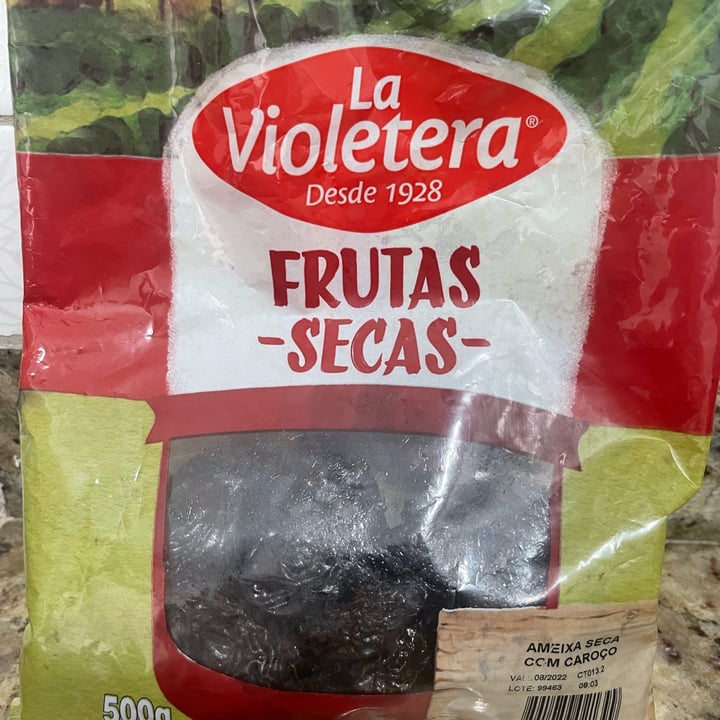 La
Violetera®
Desde 1928
FRUTAS
-SECAS-
AMEIXA SECA
COM CAROÇO
VAL.: 08/2022 CT013.2
LOTE: 99463 08:03
500g